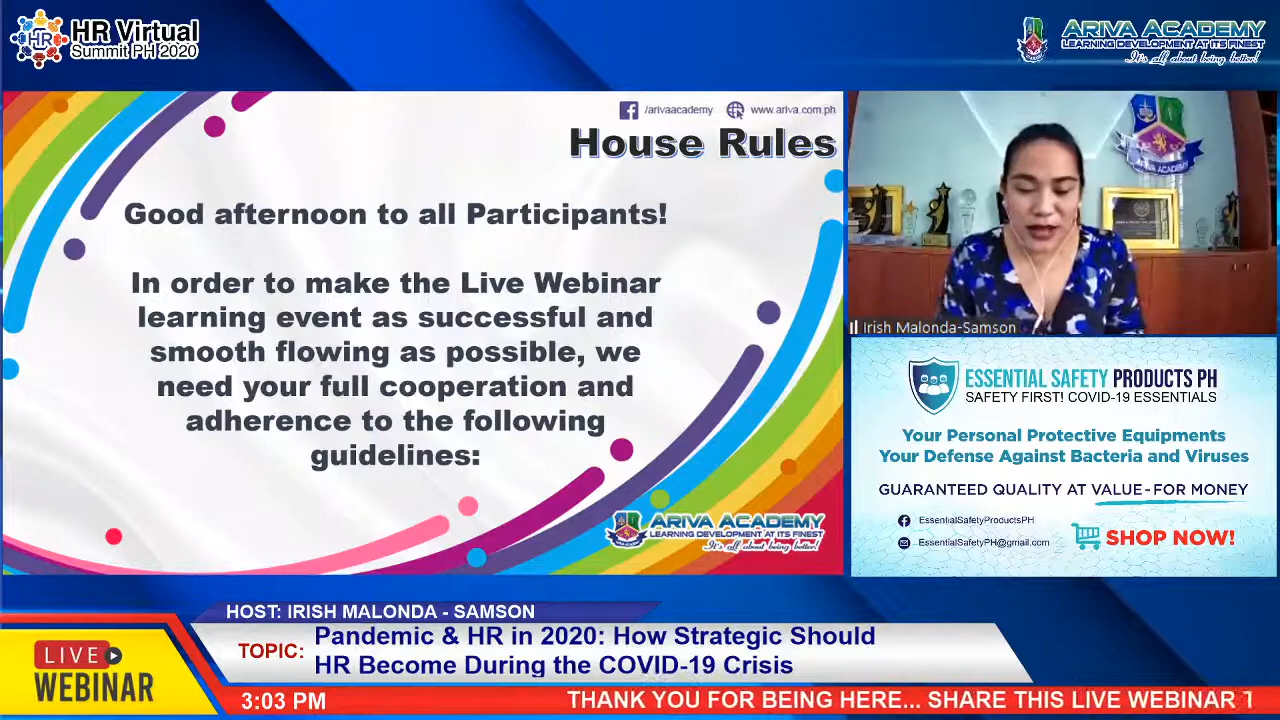 HR Virtual
Summit PH 2020
HR
ARIVA ACADEMY
LEARNING DEVELOPMENT AT ITS FINEST
It's all about being better!
/arivaacademy
www.ariva.com.ph
House Rules
Good afternoon to all Participants!
In order to make the Live Webinar
learning event as successful and
smooth flowing as possible, we
need your full cooperation and
adherence to the following
guidelines:
ARIVA ACADEMY
LEARNING DEVELOPMENT AT ITS FINEST
It's all about being better!
ARIVA ACADEMY
Irish Malonda-Samson
ESSENTIAL SAFETY PRODUCTS PH
SAFETY FIRST! COVID-19 ESSENTIALS
Your Personal Protective Equipments
Your Defense Against Bacteria and Viruses
GUARANTEED QUALITY AT VALUE - FOR MONEY
EssentialSafetyProductsPH
EssentialSafetyPH@gmail.com
SHOP NOW!
HOST: IRISH MALONDA - SAMSON
TOPIC: Pandemic & HR in 2020: How Strategic Should
HR Become During the COVID-19 Crisis
LIVE
WEBINAR
3:03 PM
THANK YOU FOR BEING HERE... SHARE THIS LIVE WEBINAR